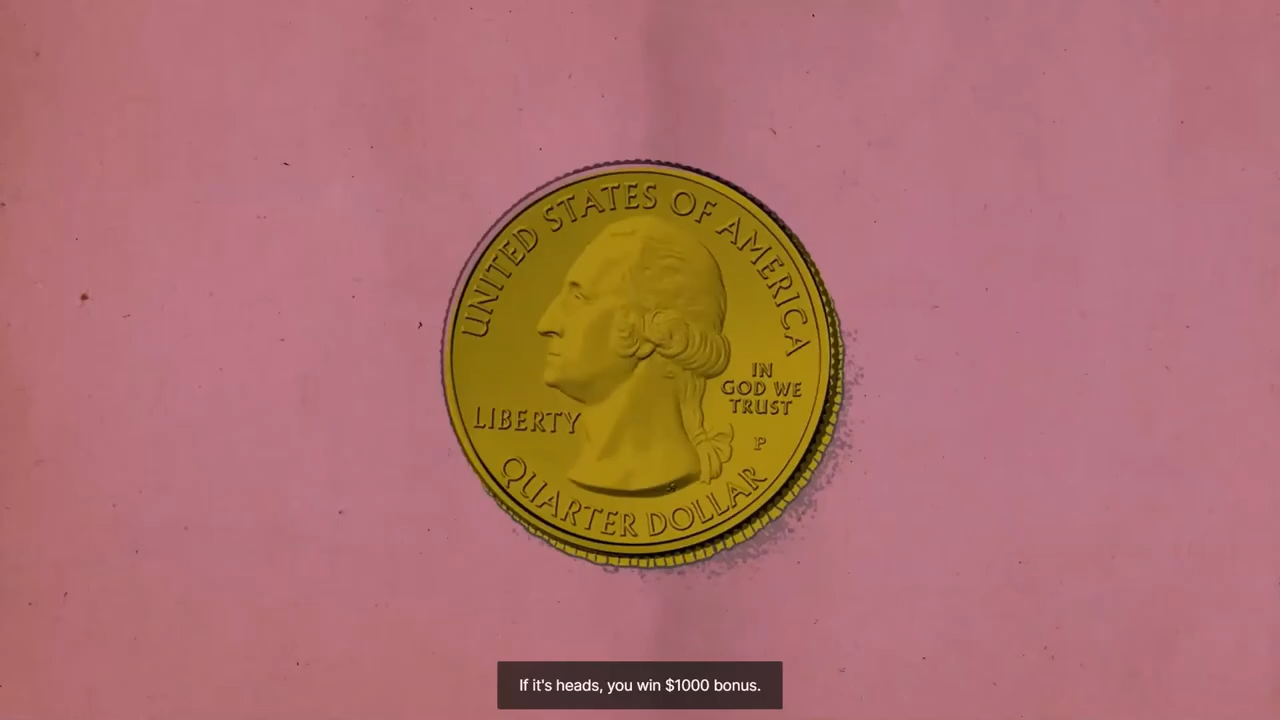 UNITED STATES OF AMERICA
LIBERTY
IN
GOD WE
TRUST
P
QUARTER DOLLAR
If it's heads, you win $1000 bonus.